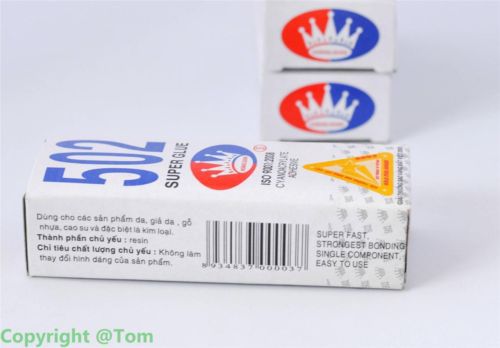 502
SUPER GLUE
ISO 9001:2008
CYANOACRYLATE
ADHESIVE
Dùng cho các sản phẩm da, giả da , gỗ
nhựa, cao su và đặc biệt là kim loại.
Thành phần chủ yếu : resin
Chỉ tiêu chất lượng chủ yếu : Không làm
thay đổi hình dáng của sản phẩm.
8 934837 000037
SUPER FAST,
STRONGEST BONDING
SINGLE COMPONENT,
EASY TO USE
Copyright @Tom